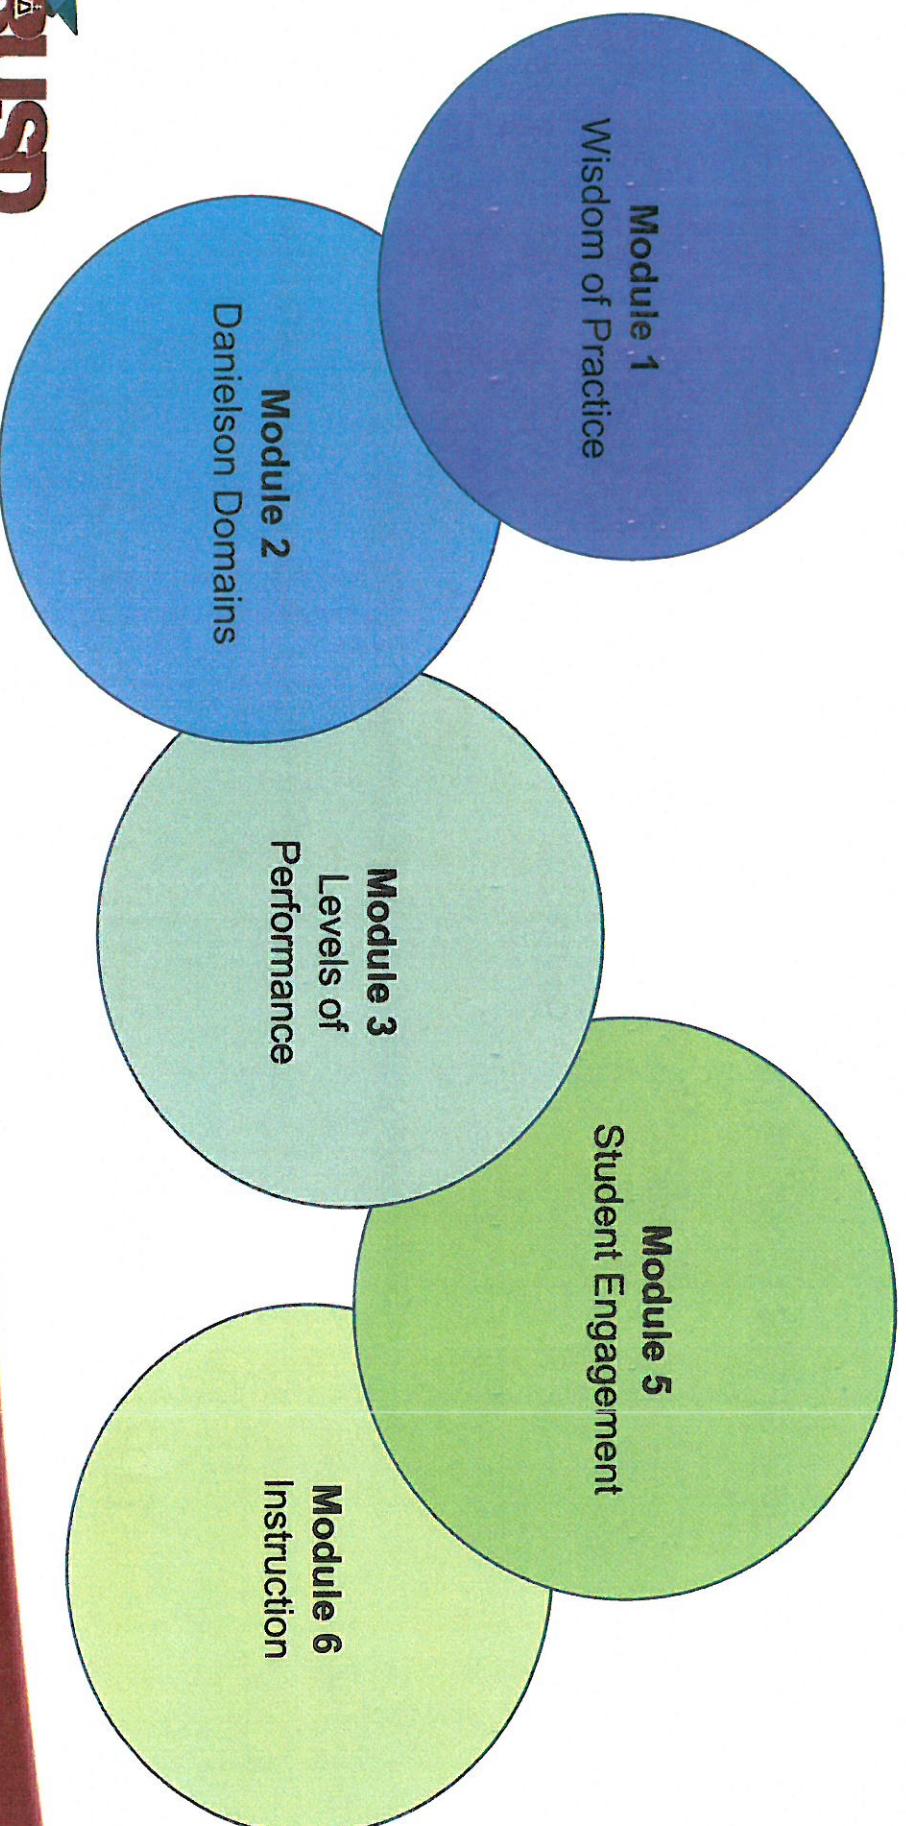 Module 1
Wisdom of Practice
Module 2
Danielson Domains
Module 3
Levels of
Performance
Module 5
Student Engagement
Module 6
Instruction